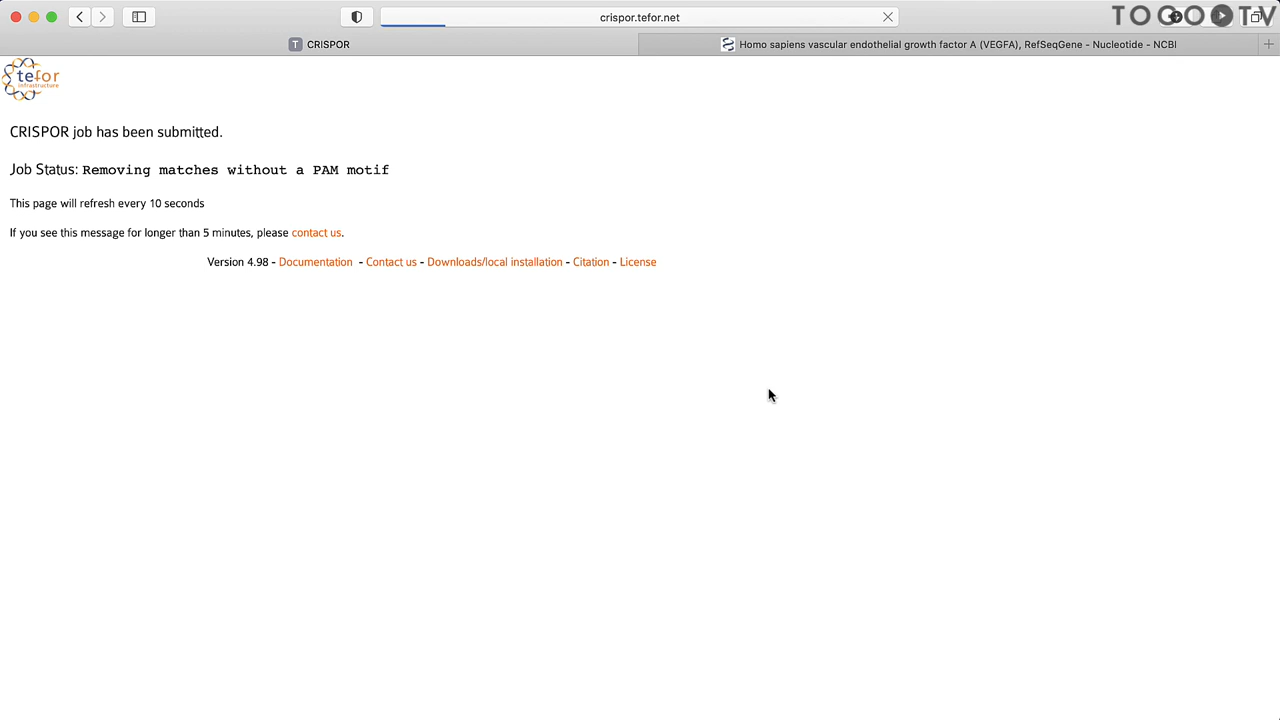 crispor.tefor.net
TOGO TV
T CRISPOR
Homo sapiens vascular endothelial growth factor A (VEGFA), RefSeqGene - Nucleotide - NCBI
tefor
infrastructure
CRISPOR job has been submitted.
Job Status: Removing matches without a PAM motif
This page will refresh every 10 seconds
If you see this message for longer than 5 minutes, please contact us.
Version 4.98 - Documentation - Contact us - Downloads/local installation - Citation - License